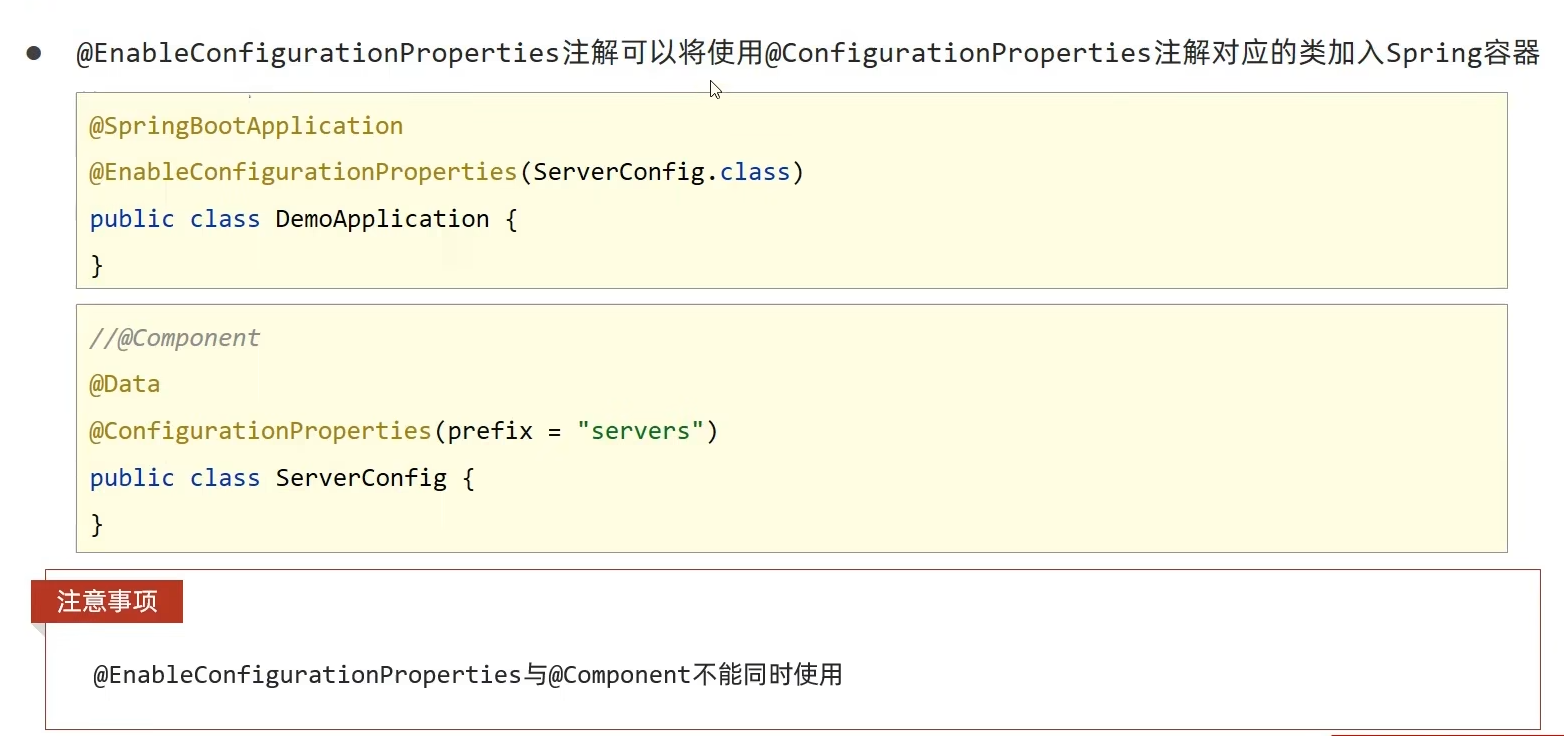 ● @EnableConfigurationProperties注解可以将使用@ConfigurationProperties注解对应的类加入Spring容器
@SpringBootApplication
@EnableConfigurationProperties(ServerConfig.class)
public class DemoApplication {
}
//@Component
@Data
@ConfigurationProperties(prefix = "servers")
public class ServerConfig {
}
注意事项
@EnableConfigurationProperties与@Component不能同时使用